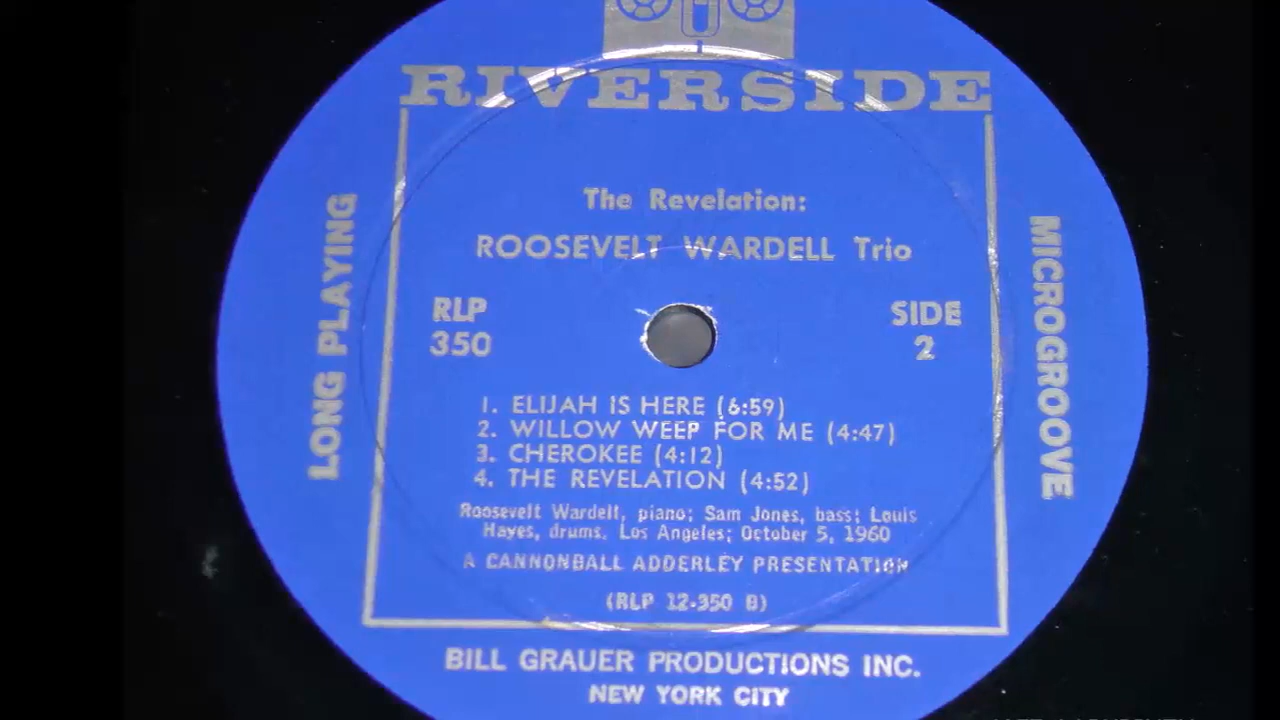 RIVERSIDE
The Revelation:
ROOSEVELT WARDELL Trio
LONG PLAYING
MICROGROOVE
RLP
350
SIDE
2
1. ELIJAH IS HERE (6:59)
2. WILLOW WEEP FOR ME (4:47)
3. CHEROKEE (4:12)
4. THE REVELATION (4:52)
Roosevelt Wardell, piano; Sam Jones, bass; Louis
Hayes, drums. Los Angeles; October 5, 1960
A CANNONBALL ADDERLEY PRESENTATION
(RLP 12-350 B)
BILL GRAUER PRODUCTIONS INC.
NEW YORK CITY